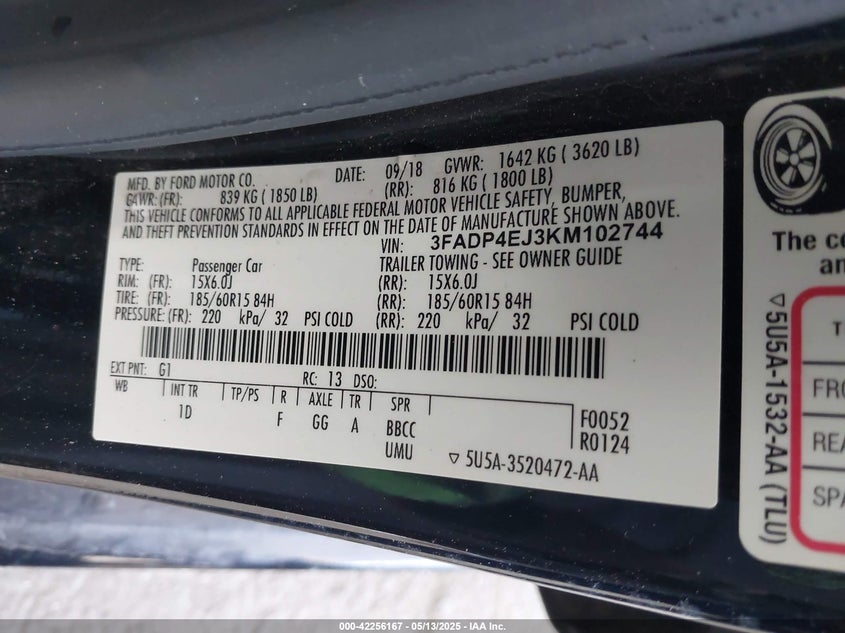 MFD. BY FORD MOTOR CO. DATE: 09/18 GVWR: 1642 KG ( 3620 LB)
GAWR: (FR): 839 KG ( 1850 LB) (RR): 816 KG ( 1800 LB)
THIS VEHICLE CONFORMS TO ALL APPLICABLE FEDERAL MOTOR VEHICLE SAFETY, BUMPER,
AND THEFT PREVENTION STANDARDS IN EFFECT ON THE DATE OF MANUFACTURE SHOWN ABOVE.
VIN: 3FADP4EJ3KM102744
TYPE: Passenger Car TRAILER TOWING - SEE OWNER GUIDE
RIM: (FR): 15X6.0J (RR): 15X6.0J
TIRE: (FR): 185/60R15 84H (RR): 185/60R15 84H
PRESSURE: (FR): 220 kPa/ 32 PSI COLD (RR): 220 kPa/ 32 PSI COLD
EXT PNT: G1 RC: 13 DSO:
WB INT TR TP/PS R AXLE TR SPR
1D F GG A BBCC F0052
UMU R0124
▽ 5U5A-3520472-AA
The co
an
▽5U5A-1532-AA (TLU)
T
FRO
REA
SPA
000-42256167 - 05/13/2025 - IAA Inc.